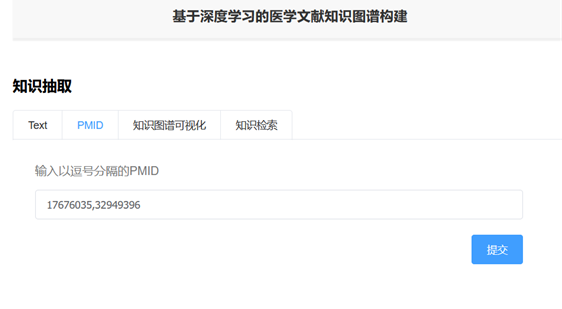 基于深度学习的医学文献知识图谱构建
知识抽取
Text PMID 知识图谱可视化 知识检索
输入以逗号分隔的PMID
17676035,32949396
提交